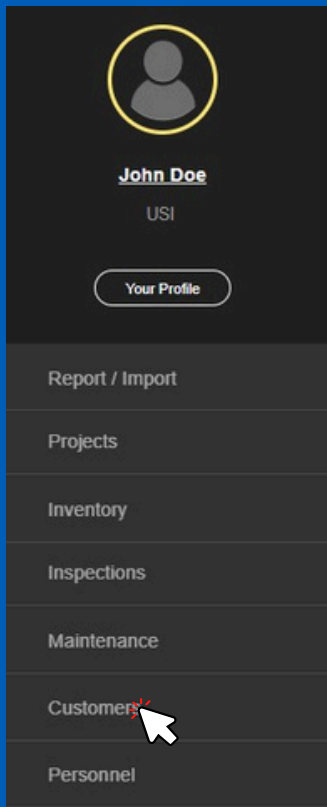 John Doe
USI
Your Profile
Report / Import
Projects
Inventory
Inspections
Maintenance
Customers
Personnel